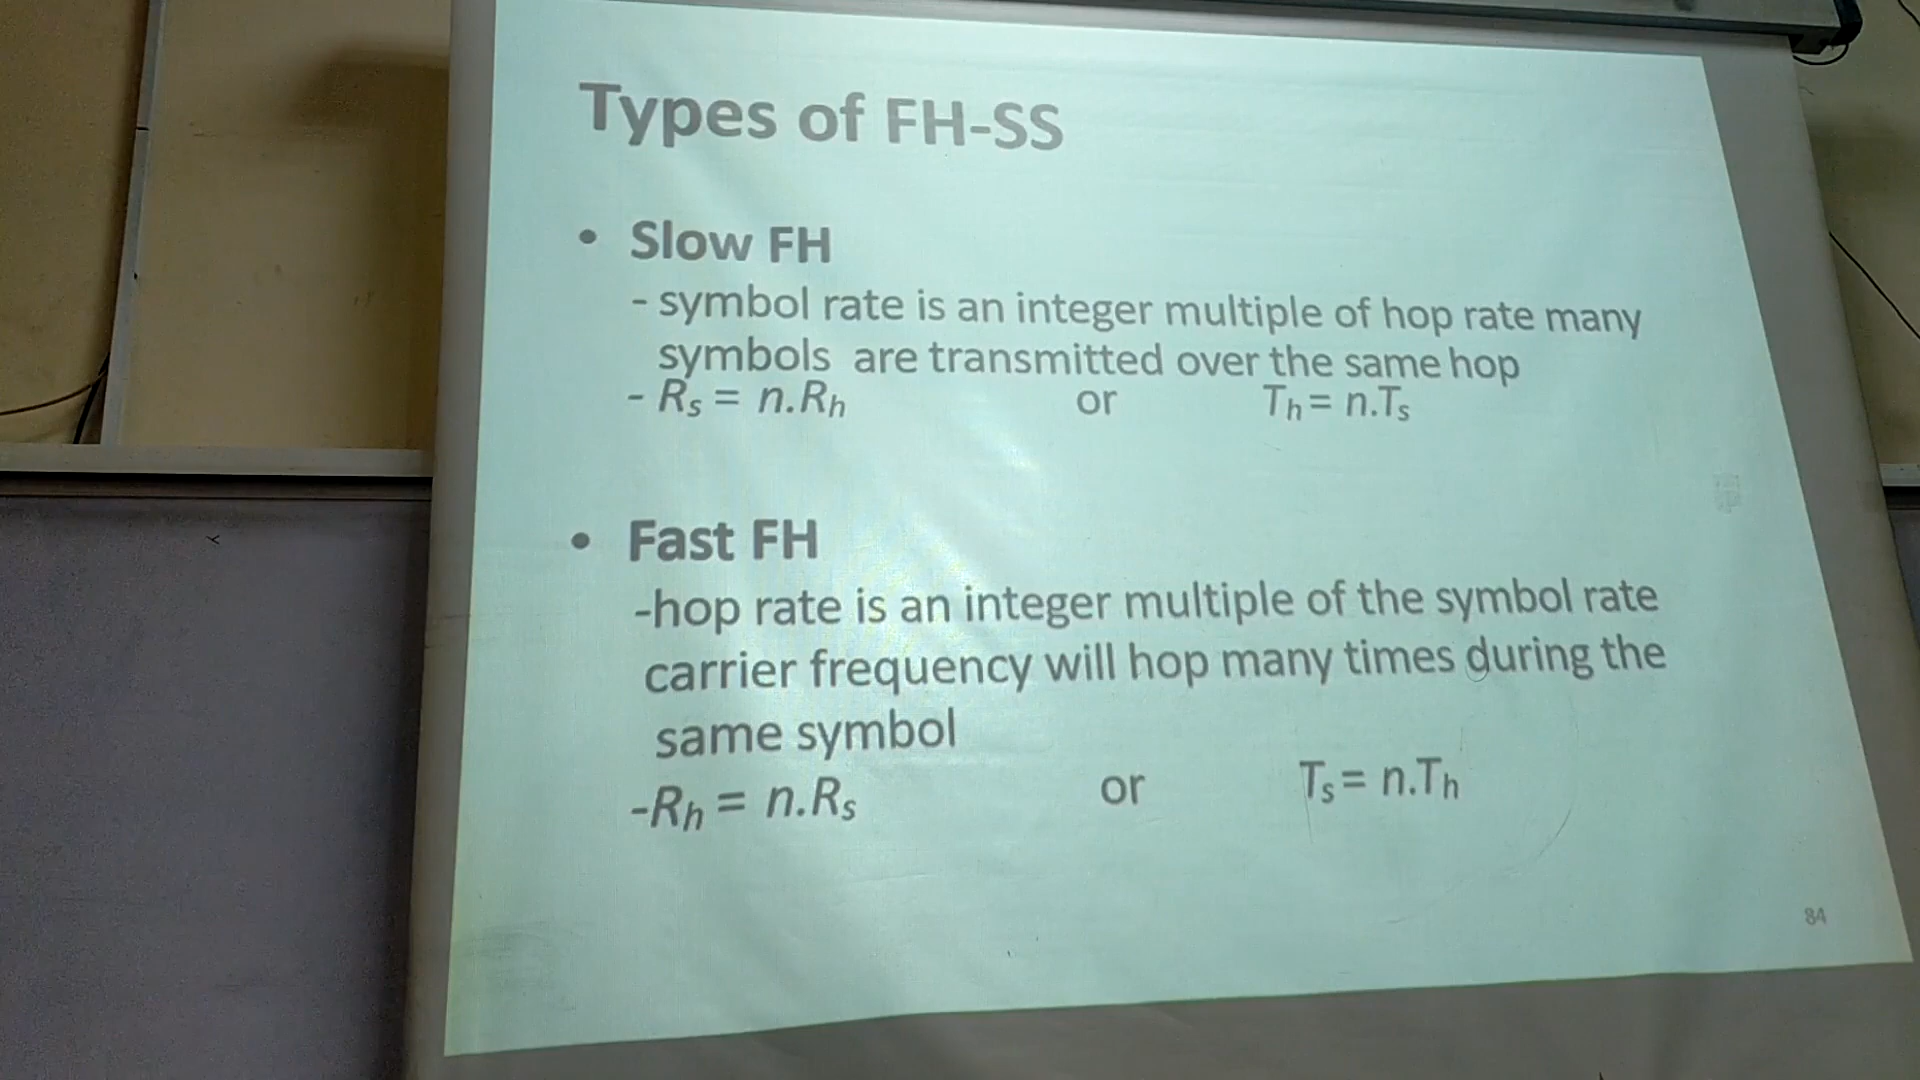 Types of FH-SS
• Slow FH
- symbol rate is an integer multiple of hop rate many
symbols are transmitted over the same hop
- Rs = n.Rh or Th = n.Ts
• Fast FH
-hop rate is an integer multiple of the symbol rate
carrier frequency will hop many times during the
same symbol
-Rh = n.Rs or Ts = n.Th
84